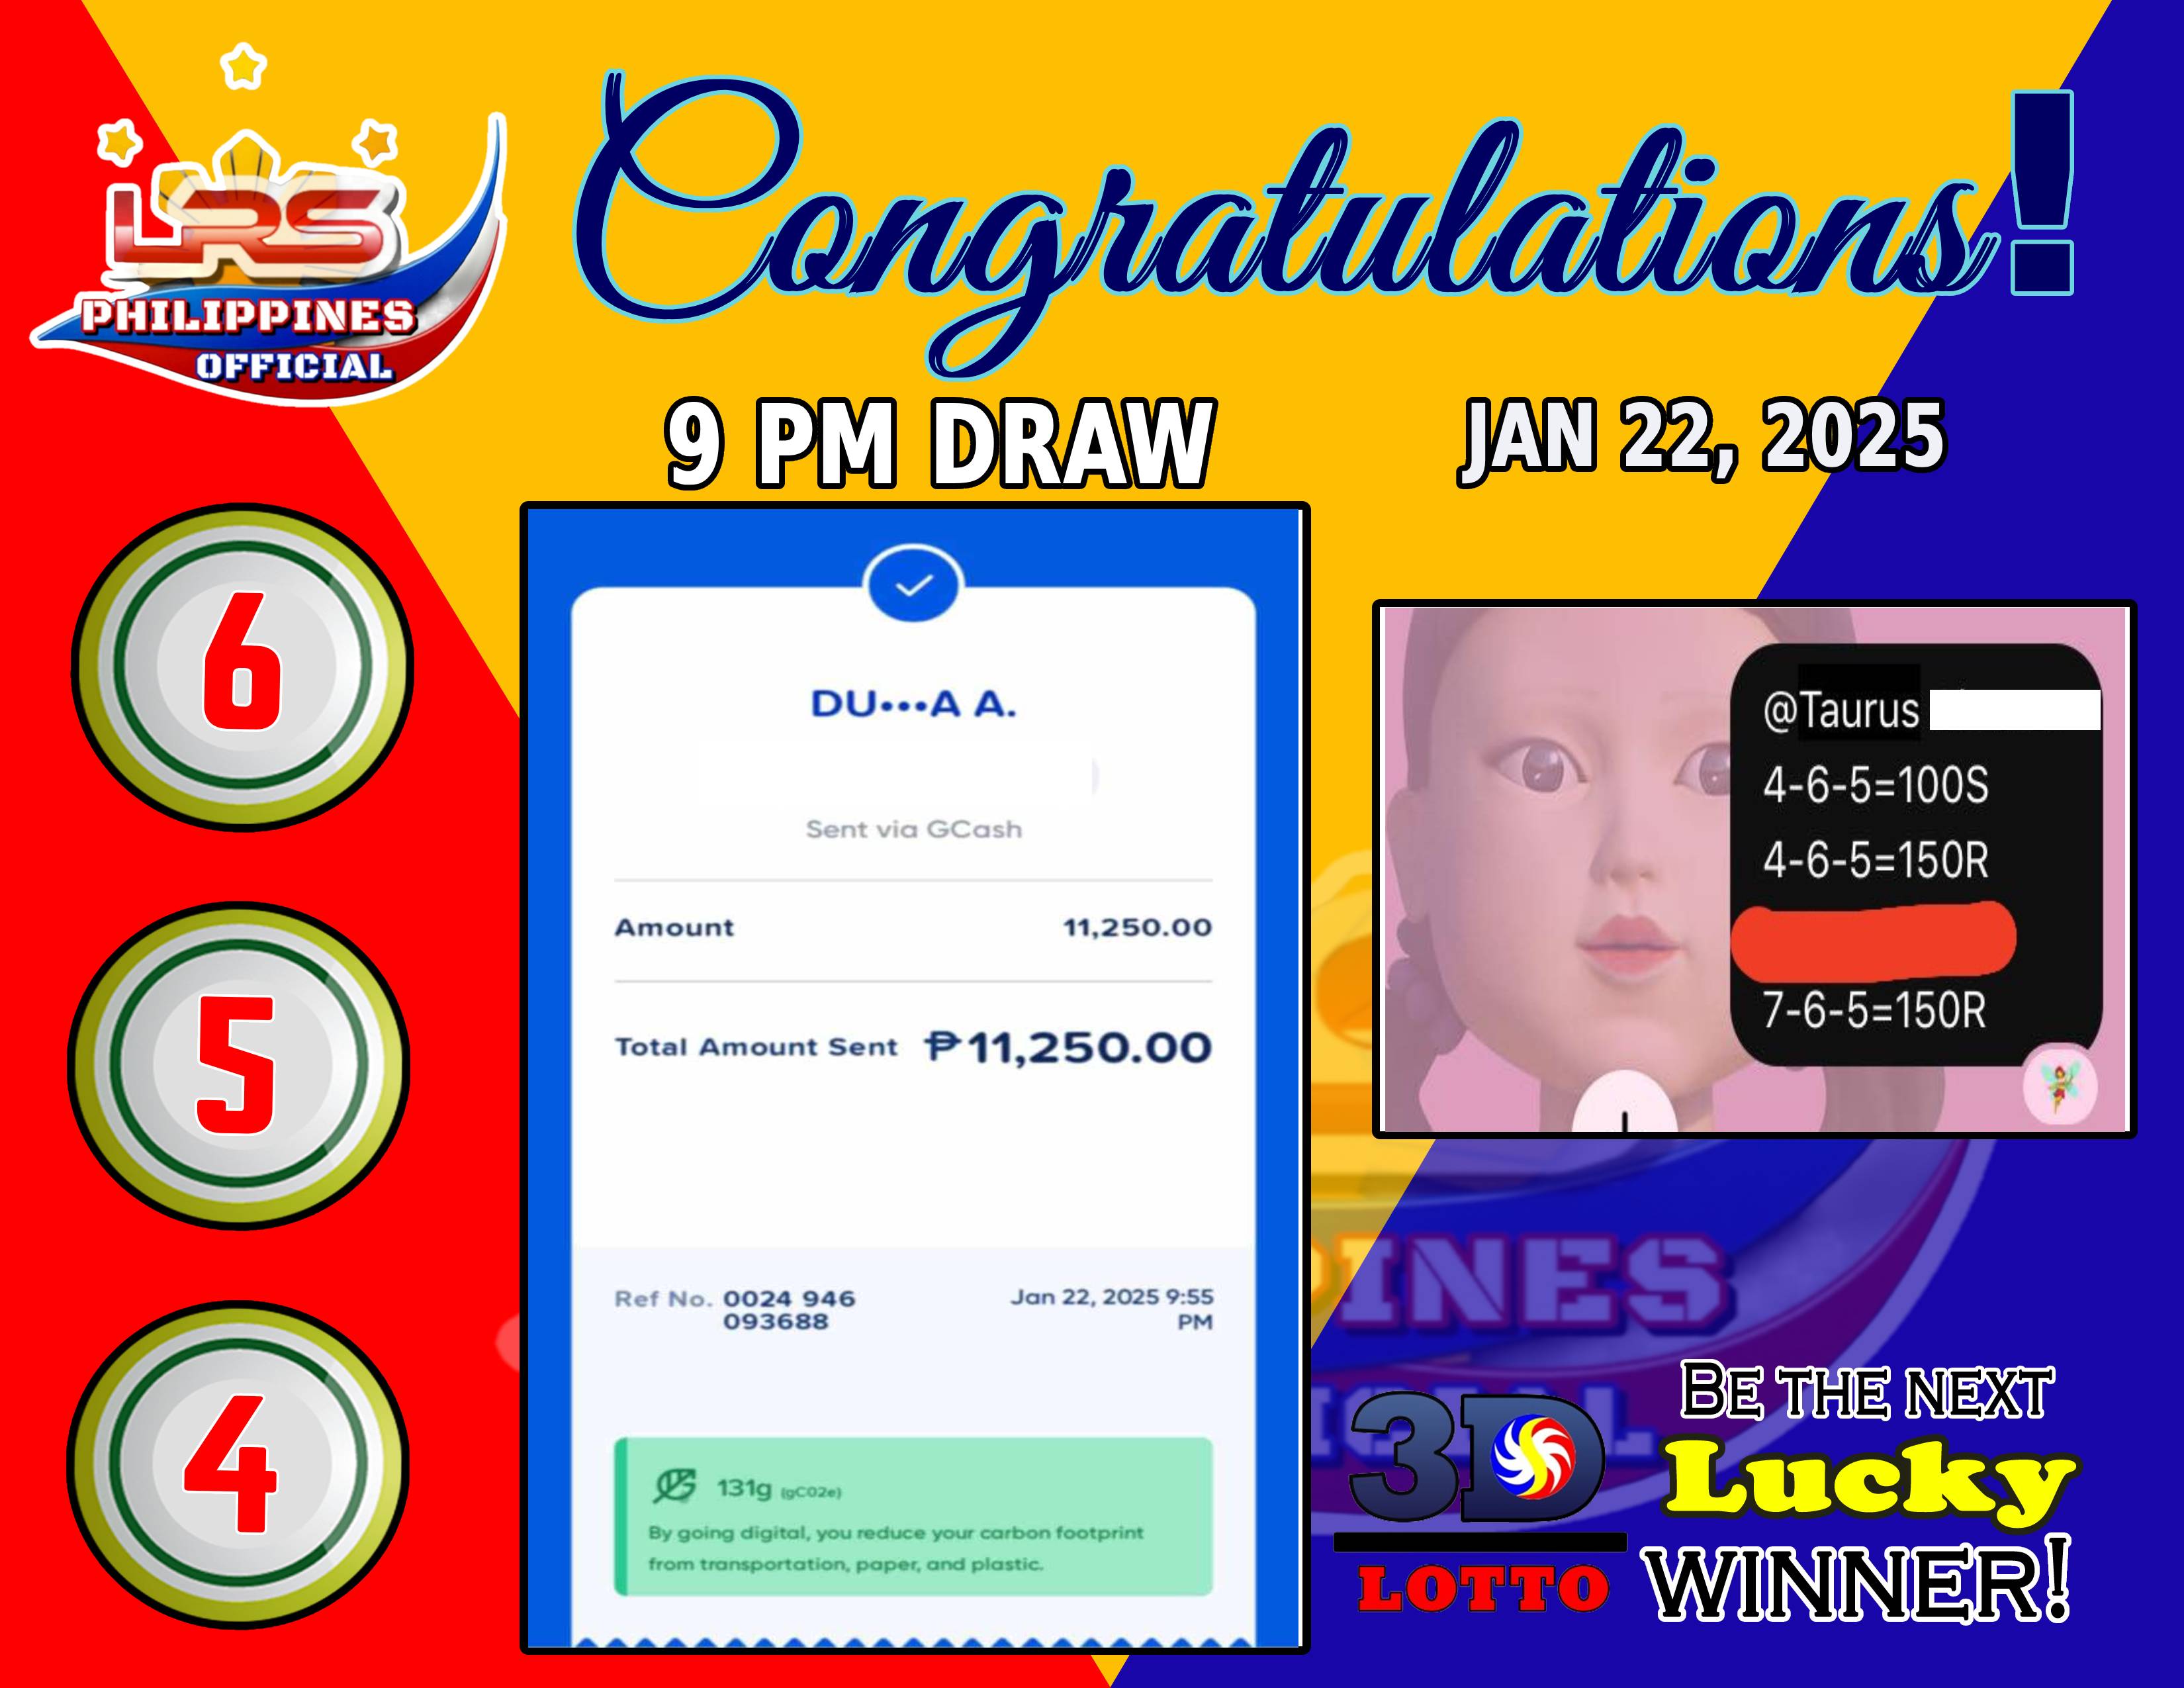 LRS
PHILIPPINES
OFFICIAL
Congratulations!
9 PM DRAW
JAN 22, 2025
6
5
4
DU•••A A.
Sent via GCash
Amount 11,250.00
Total Amount Sent ₱11,250.00
Ref No. 0024 946
093688
Jan 22, 2025 9:55
PM
131g (gCO2e)
By going digital, you reduce your carbon footprint
from transportation, paper, and plastic.
@Taurus
4-6-5=100S
4-6-5=150R
7-6-5=150R
INES
3D
LOTTO
BE THE NEXT
Lucky
WINNER!